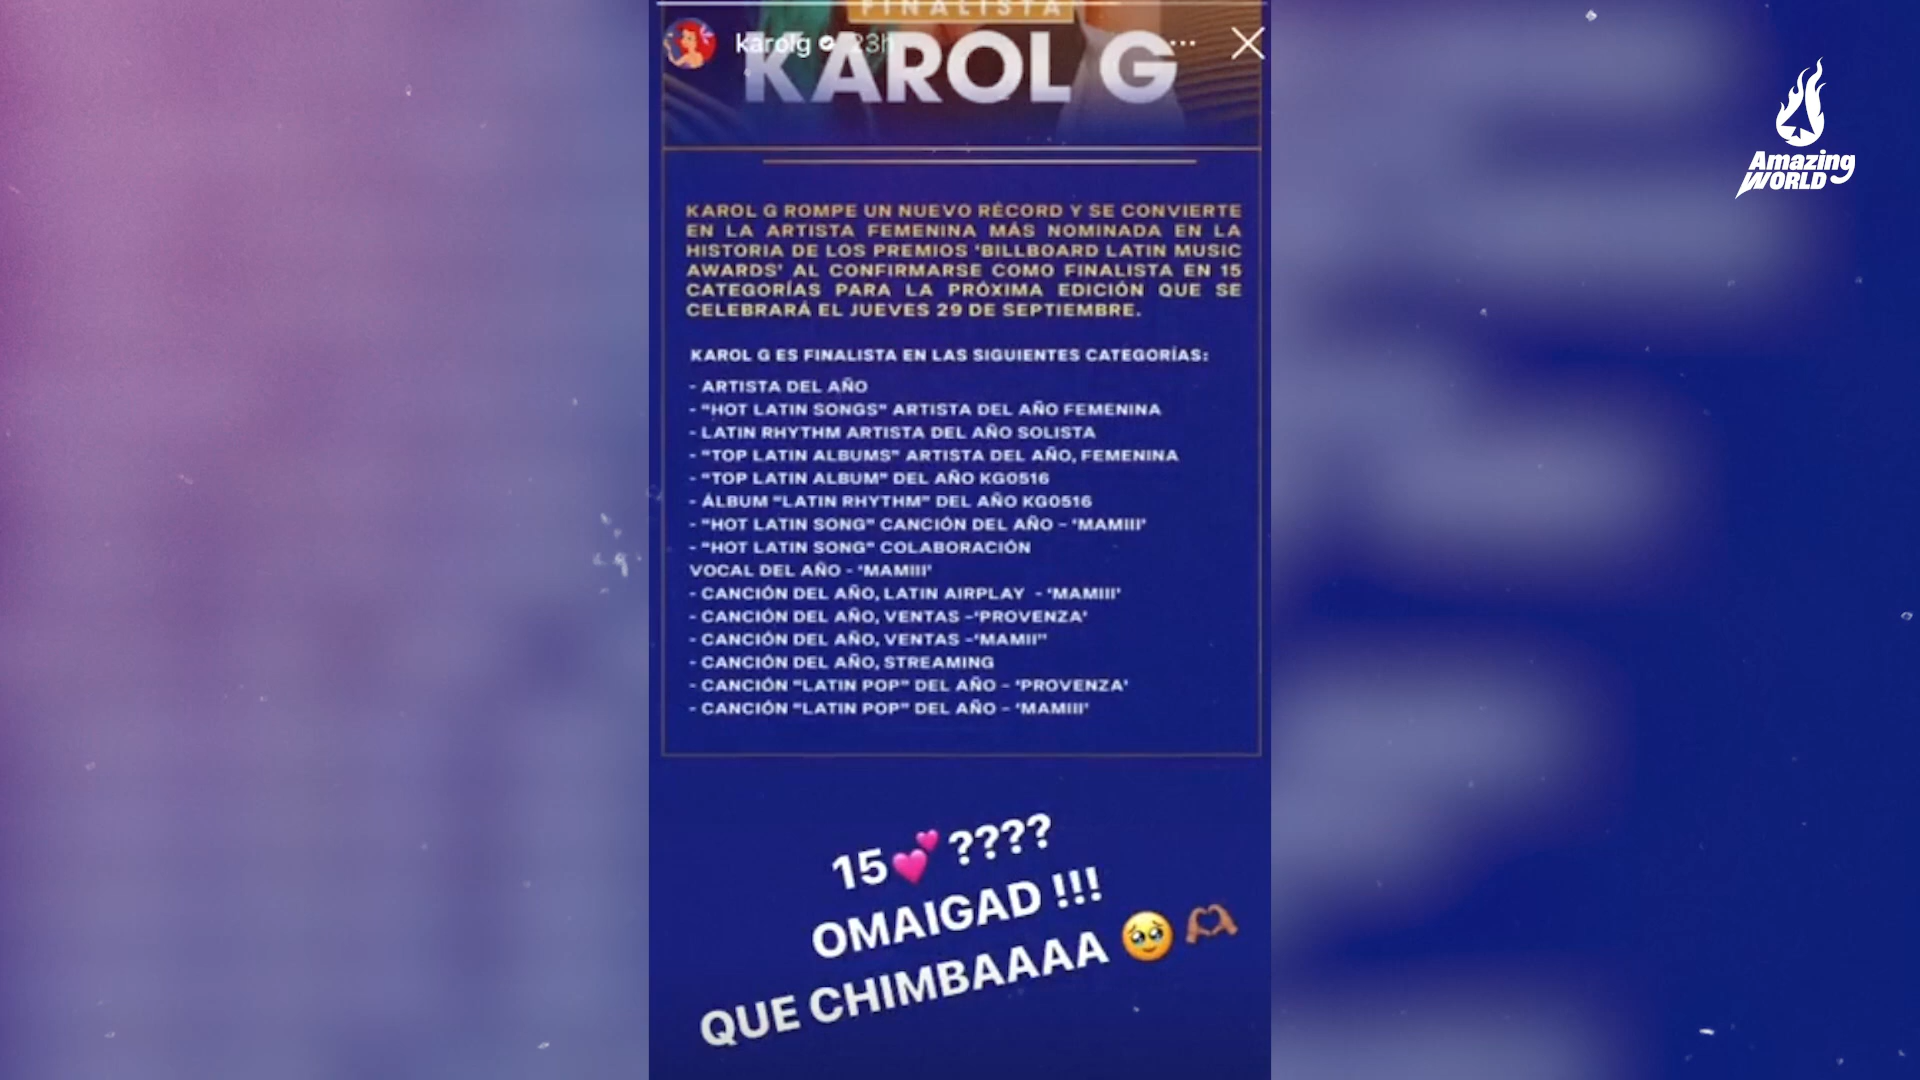 FINALISTA
karolg 23h
KAROL G
Amazing
WORLD
KAROL G ROMPE UN NUEVO RÉCORD Y SE CONVIERTE
EN LA ARTISTA FEMENINA MÁS NOMINADA EN LA
HISTORIA DE LOS PREMIOS 'BILLBOARD LATIN MUSIC
AWARDS' AL CONFIRMARSE COMO FINALISTA EN 15
CATEGORÍAS PARA LA PRÓXIMA EDICIÓN QUE SE
CELEBRARÁ EL JUEVES 29 DE SEPTIEMBRE.
KAROL G ES FINALISTA EN LAS SIGUIENTES CATEGORÍAS:
- ARTISTA DEL AÑO
- "HOT LATIN SONGS" ARTISTA DEL AÑO FEMENINA
- LATIN RHYTHM ARTISTA DEL AÑO SOLISTA
- "TOP LATIN ALBUMS" ARTISTA DEL AÑO, FEMENINA
- "TOP LATIN ALBUM" DEL AÑO KG0516
- ÁLBUM "LATIN RHYTHM" DEL AÑO KG0516
- "HOT LATIN SONG" CANCIÓN DEL AÑO - 'MAMIII'
- "HOT LATIN SONG" COLABORACIÓN
VOCAL DEL AÑO - 'MAMIII'
- CANCIÓN DEL AÑO, LATIN AIRPLAY - 'MAMIII'
- CANCIÓN DEL AÑO, VENTAS -'PROVENZA'
- CANCIÓN DEL AÑO, VENTAS -'MAMII"
- CANCIÓN DEL AÑO, STREAMING
- CANCIÓN "LATIN POP" DEL AÑO - 'PROVENZA'
- CANCIÓN "LATIN POP" DEL AÑO - 'MAMIII'
15💕????
OMAIGAD !!!
QUE CHIMBAAAA 🥹 🫶🏾